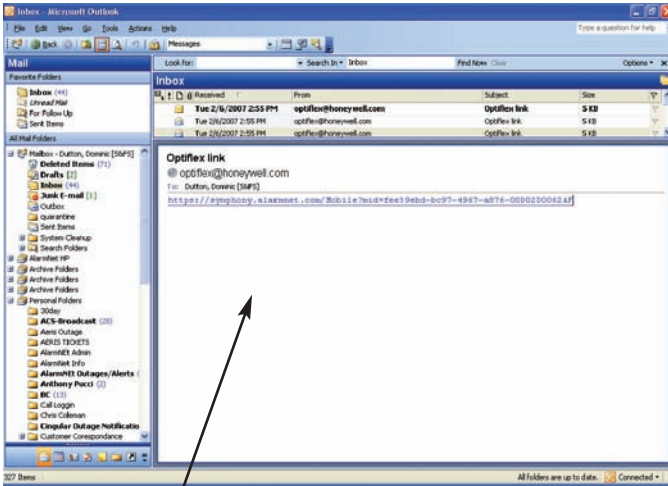 Inbox - Microsoft Outlook
File Edit View Go Tools Actions Help
Type a question for help
Back Messages
Mail
Look for: Search In Inbox Find Now Clear Options
Favorite Folders
Inbox (44)
Unread Mail
For Follow Up
Sent Items
All Mail Folders
Mailbox - Dutton, Dominic [S&FS]
Deleted Items (71)
Drafts [2]
Inbox (44)
Junk E-mail [1]
Outbox
quarantine
Sent Items
System Cleanup
Search Folders
AlarmNet HP
Archive Folders
Archive Folders
Archive Folders
Personal Folders
30day
ACS-Broadcast (28)
Aeris Outage
AERIS TICKETS
AlarmNEt Admin
AlarmNet Info
AlarmNEt Outages/Alerts
Anthony Pucci (2)
BC (13)
Call Loggin
Chris Coleman
Cingular Outage Notificatio
Customer Corespondance
Inbox
Received From Subject Size
Tue 2/6/2007 2:55 PM optiflex@honeywell.com Optiflex link 5 KB
Tue 2/6/2007 2:55 PM optiflex@honeywell.com Optiflex link 5 KB
Tue 2/6/2007 2:55 PM optiflex@honeywell.com Optiflex link 5 KB
Optiflex link
optiflex@honeywell.com
To: Dutton, Dominic [S&FS]
327 Items
All folders are up to date. Connected